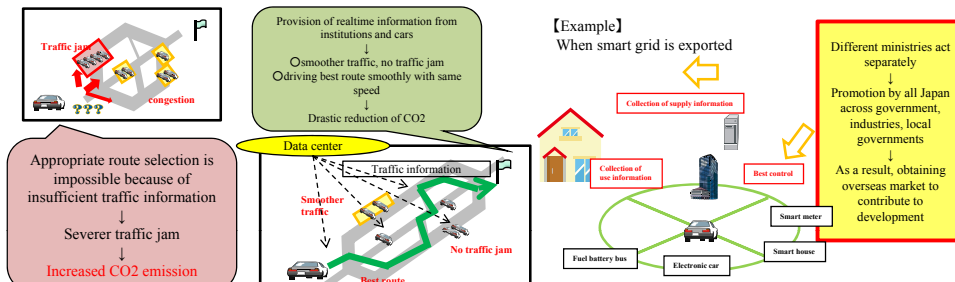 Traffic jam
congestion
???
Appropriate route selection is
impossible because of
insufficient traffic information
↓
Severer traffic jam
↓
Increased CO2 emission
Provision of realtime information from
institutions and cars
↓
○smoother traffic, no traffic jam
○driving best route smoothly with same
speed
↓
Drastic reduction of CO2
Data center
Traffic information
Smoother
traffic
No traffic jam
Best route
【Example】
When smart grid is exported
Collection of supply information
Collection of
use information
Best control
Smart meter
Smart house
Electronic car
Fuel battery bus
Different ministries act
separately
↓
Promotion by all Japan
across government,
industries, local
governments
↓
As a result, obtaining
overseas market to
contribute to
development